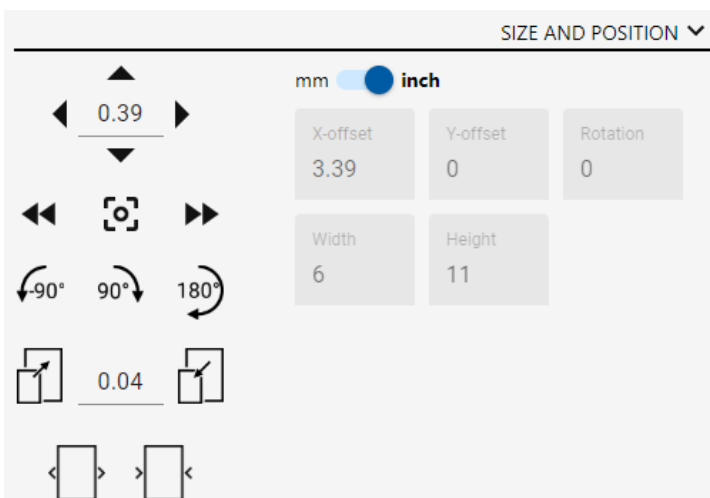 SIZE AND POSITION
mm inch
0.39
X-offset Y-offset Rotation
3.39 0 0
Width Height
6 11
-90° 90° 180°
0.04